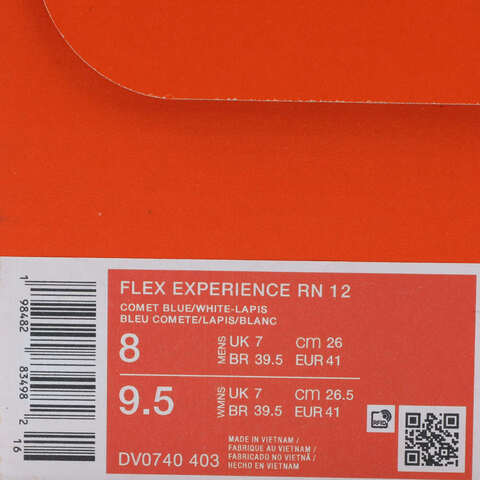 FLEX EXPERIENCE RN 12
COMET BLUE/WHITE-LAPIS
BLEU COMETE/LAPIS/BLANC
8 MENS UK 7 cm 26
BR 39.5 EUR 41
9.5 WMNS UK 7 cm 26.5
BR 39.5 EUR 41
MADE IN VIETNAM /
FABRIQUE AU VIETNAM /
FABRICADO NO VIETNÃ /
HECHO EN VIETNAM
DV0740 403
RFID
1 98482 83498 2 16